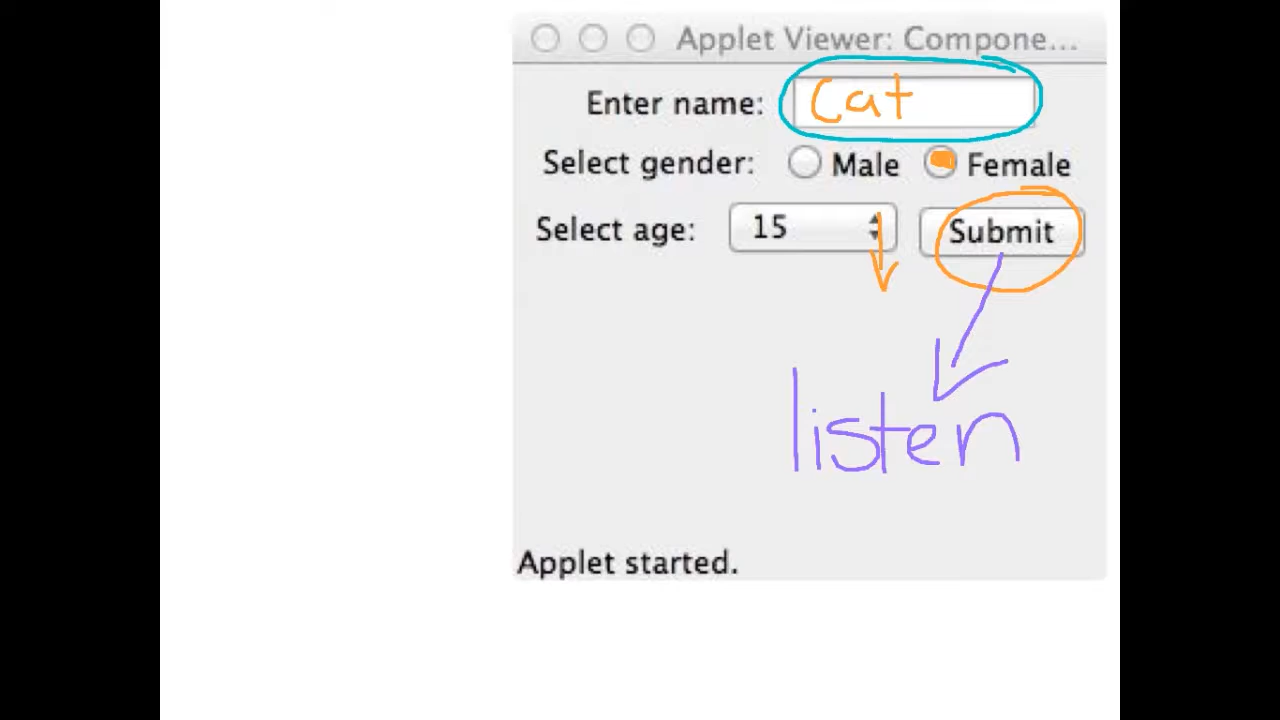 Applet Viewer: Compone...
Enter name: Cat
Select gender: Male Female
Select age: 15 Submit
listen
Applet started.